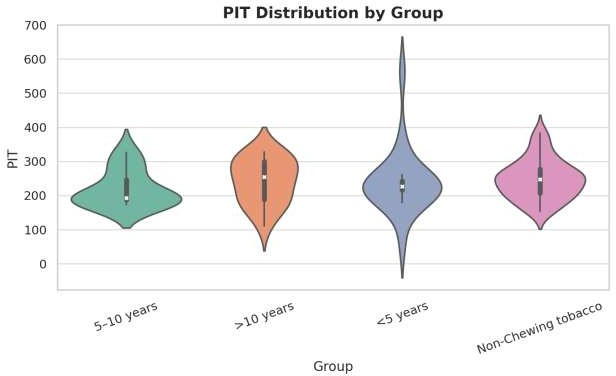 PIT Distribution by Group
700
600
500
400
300
200
100
0
PIT
5–10 years
>10 years
<5 years
Non-Chewing tobacco
Group